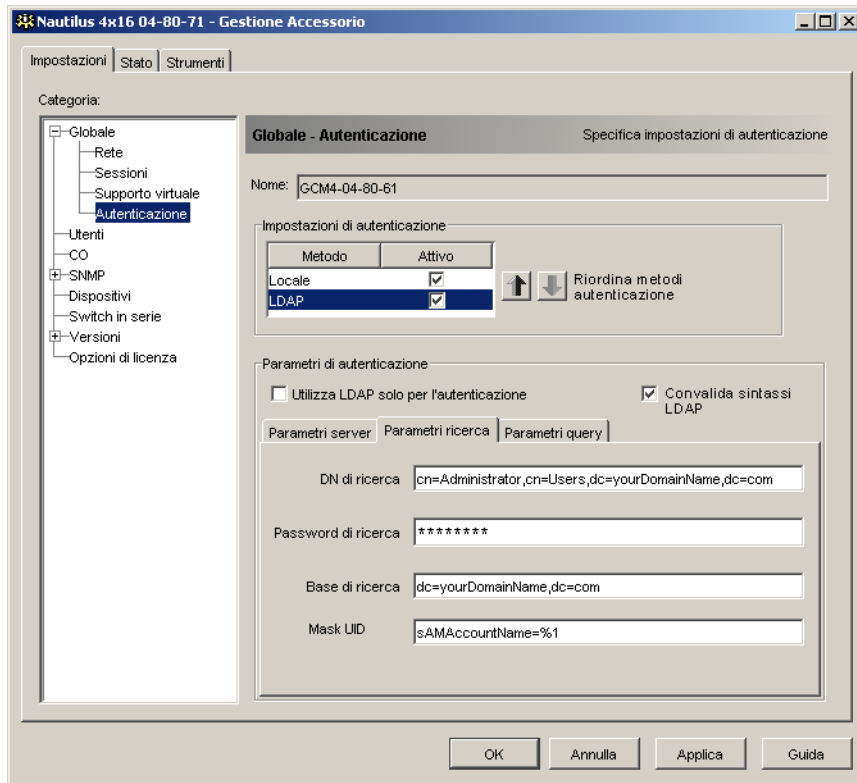 Nautilus 4x16 04-80-71 - Gestione Accessorio
Impostazioni Stato Strumenti
Categoria:
Globale
Rete
Sessioni
Supporto virtuale
Autenticazione
Utenti
CO
SNMP
Dispositivi
Switch in serie
Versioni
Opzioni di licenza
Globale - Autenticazione Specifica impostazioni di autenticazione
Nome: GCM4-04-80-61
Impostazioni di autenticazione
Metodo Attivo
Locale
LDAP
Riordina metodi
autenticazione
Parametri di autenticazione
Utilizza LDAP solo per l'autenticazione
Convalida sintassi
LDAP
Parametri server Parametri ricerca Parametri query
DN di ricerca cn=Administrator,cn=Users,dc=yourDomainName,dc=com
Password di ricerca ********
Base di ricerca dc=yourDomainName,dc=com
Mask UID sAMAccountName=%1
OK Annulla Applica Guida